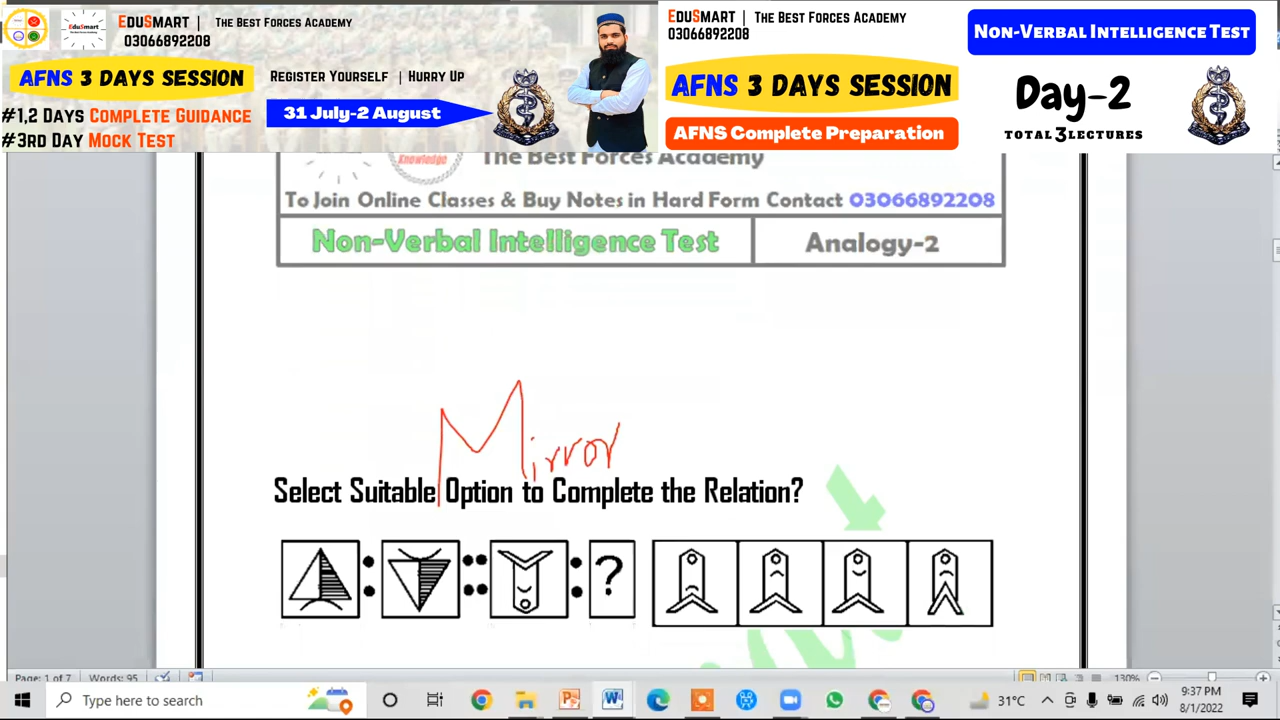 EDUSMART | THE BEST FORCES ACADEMY
03066892208
AFNS 3 DAYS SESSION
REGISTER YOURSELF | HURRY UP
31 July-2 August
#1,2 DAYS COMPLETE GUIDANCE
#3RD DAY MOCK TEST
EduSmart
EDUSMART | THE BEST FORCES ACADEMY
03066892208
AFNS 3 DAYS SESSION
AFNS Complete Preparation
NON-VERBAL INTELLIGENCE TEST
Day-2
TOTAL 3 LECTURES
Knowledge
The Best Forces Academy
To Join Online Classes & Buy Notes in Hard Form Contact 03066892208
Non-Verbal Intelligence Test
Analogy-2
Mirror
Select Suitable Option to Complete the Relation?
?
Page: 1 of 7 Words: 95
130%
Type here to search
31°C
9:37 PM
8/1/2022